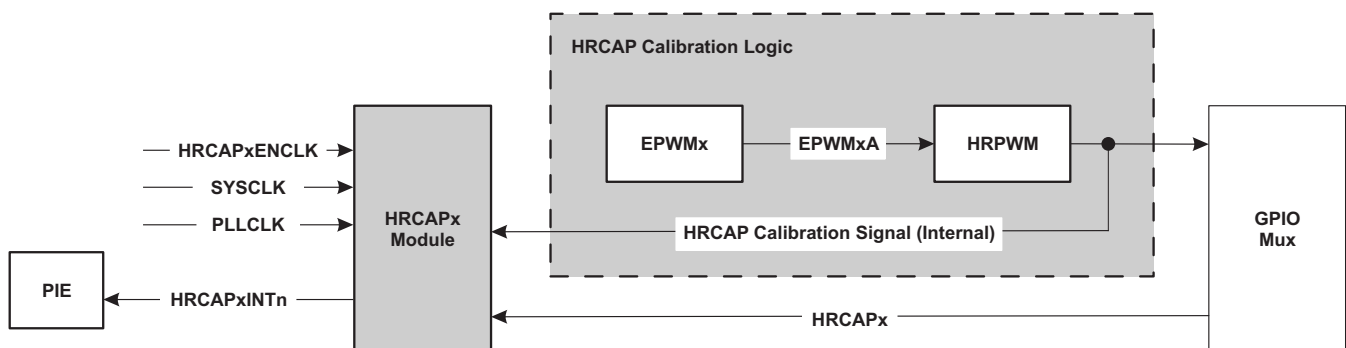 HRCAP Calibration Logic
EPWMx
EPWMxA
HRPWM
HRCAPxENCLK
SYSCLK
PLLCLK
HRCAPx
Module
HRCAP Calibration Signal (Internal)
GPIO
Mux
PIE
HRCAPxINTn
HRCAPx